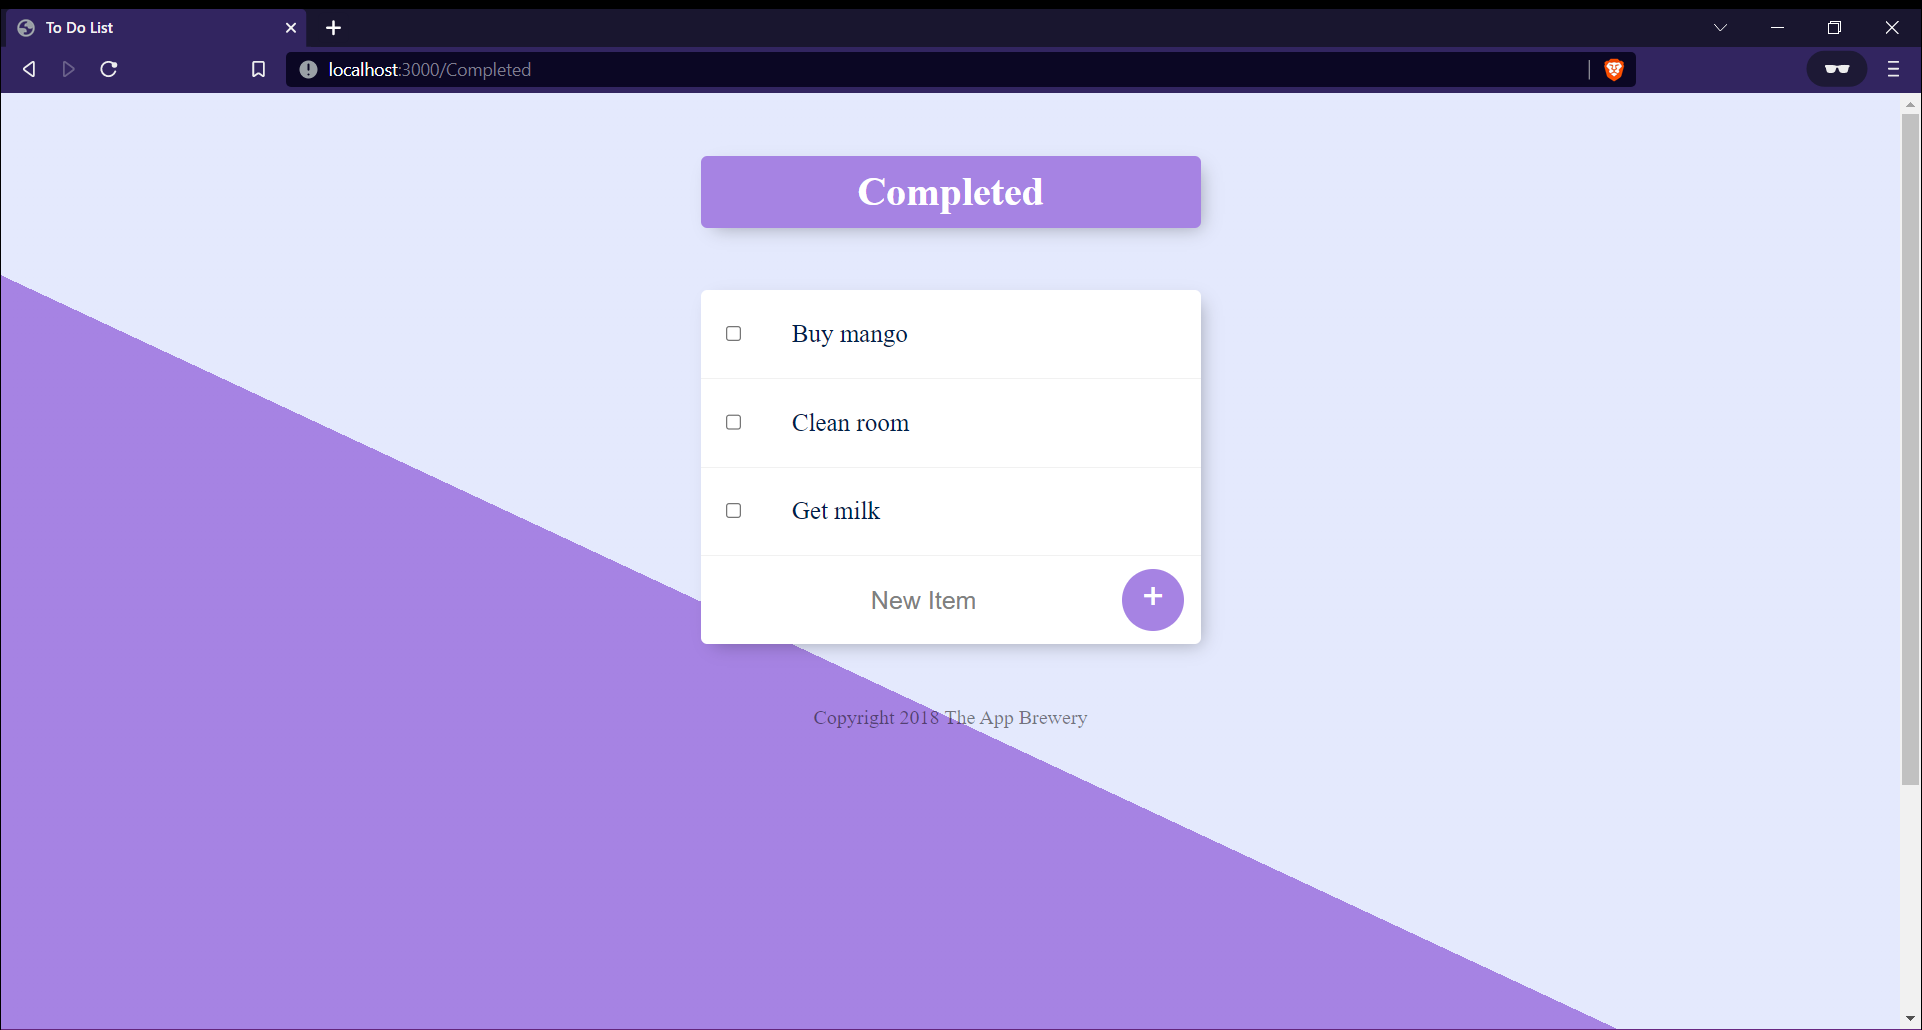 To Do List
localhost:3000/Completed
Completed
Buy mango
Clean room
Get milk
New Item
+
Copyright 2018 The App Brewery